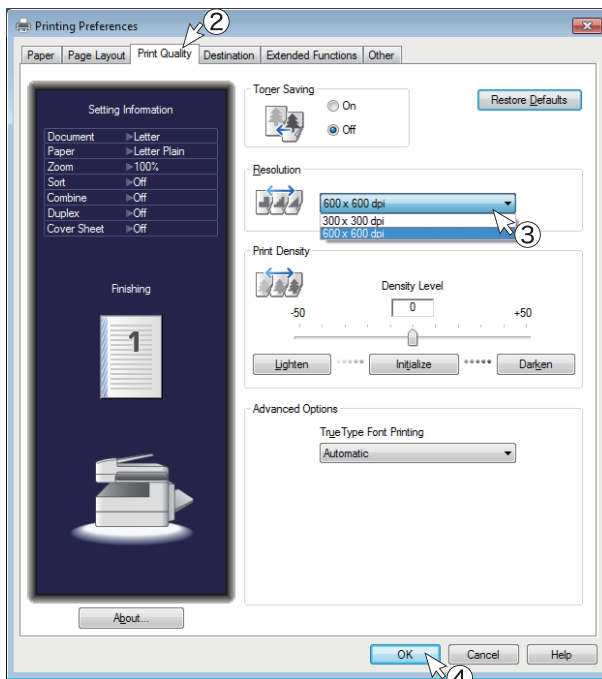 Printing Preferences
2
Paper Page Layout Print Quality Destination Extended Functions Other
Setting Information
Document Letter
Paper Letter Plain
Zoom 100%
Sort Off
Combine Off
Duplex Off
Cover Sheet Off
Finishing
1
About...
Toner Saving
On
Off
Restore Defaults
Resolution
600 x 600 dpi
300 x 300 dpi
600 x 600 dpi
3
Print Density
Density Level
-50 0 +50
Lighten Initialize Darken
Advanced Options
TrueType Font Printing
Automatic
OK Cancel Help
4